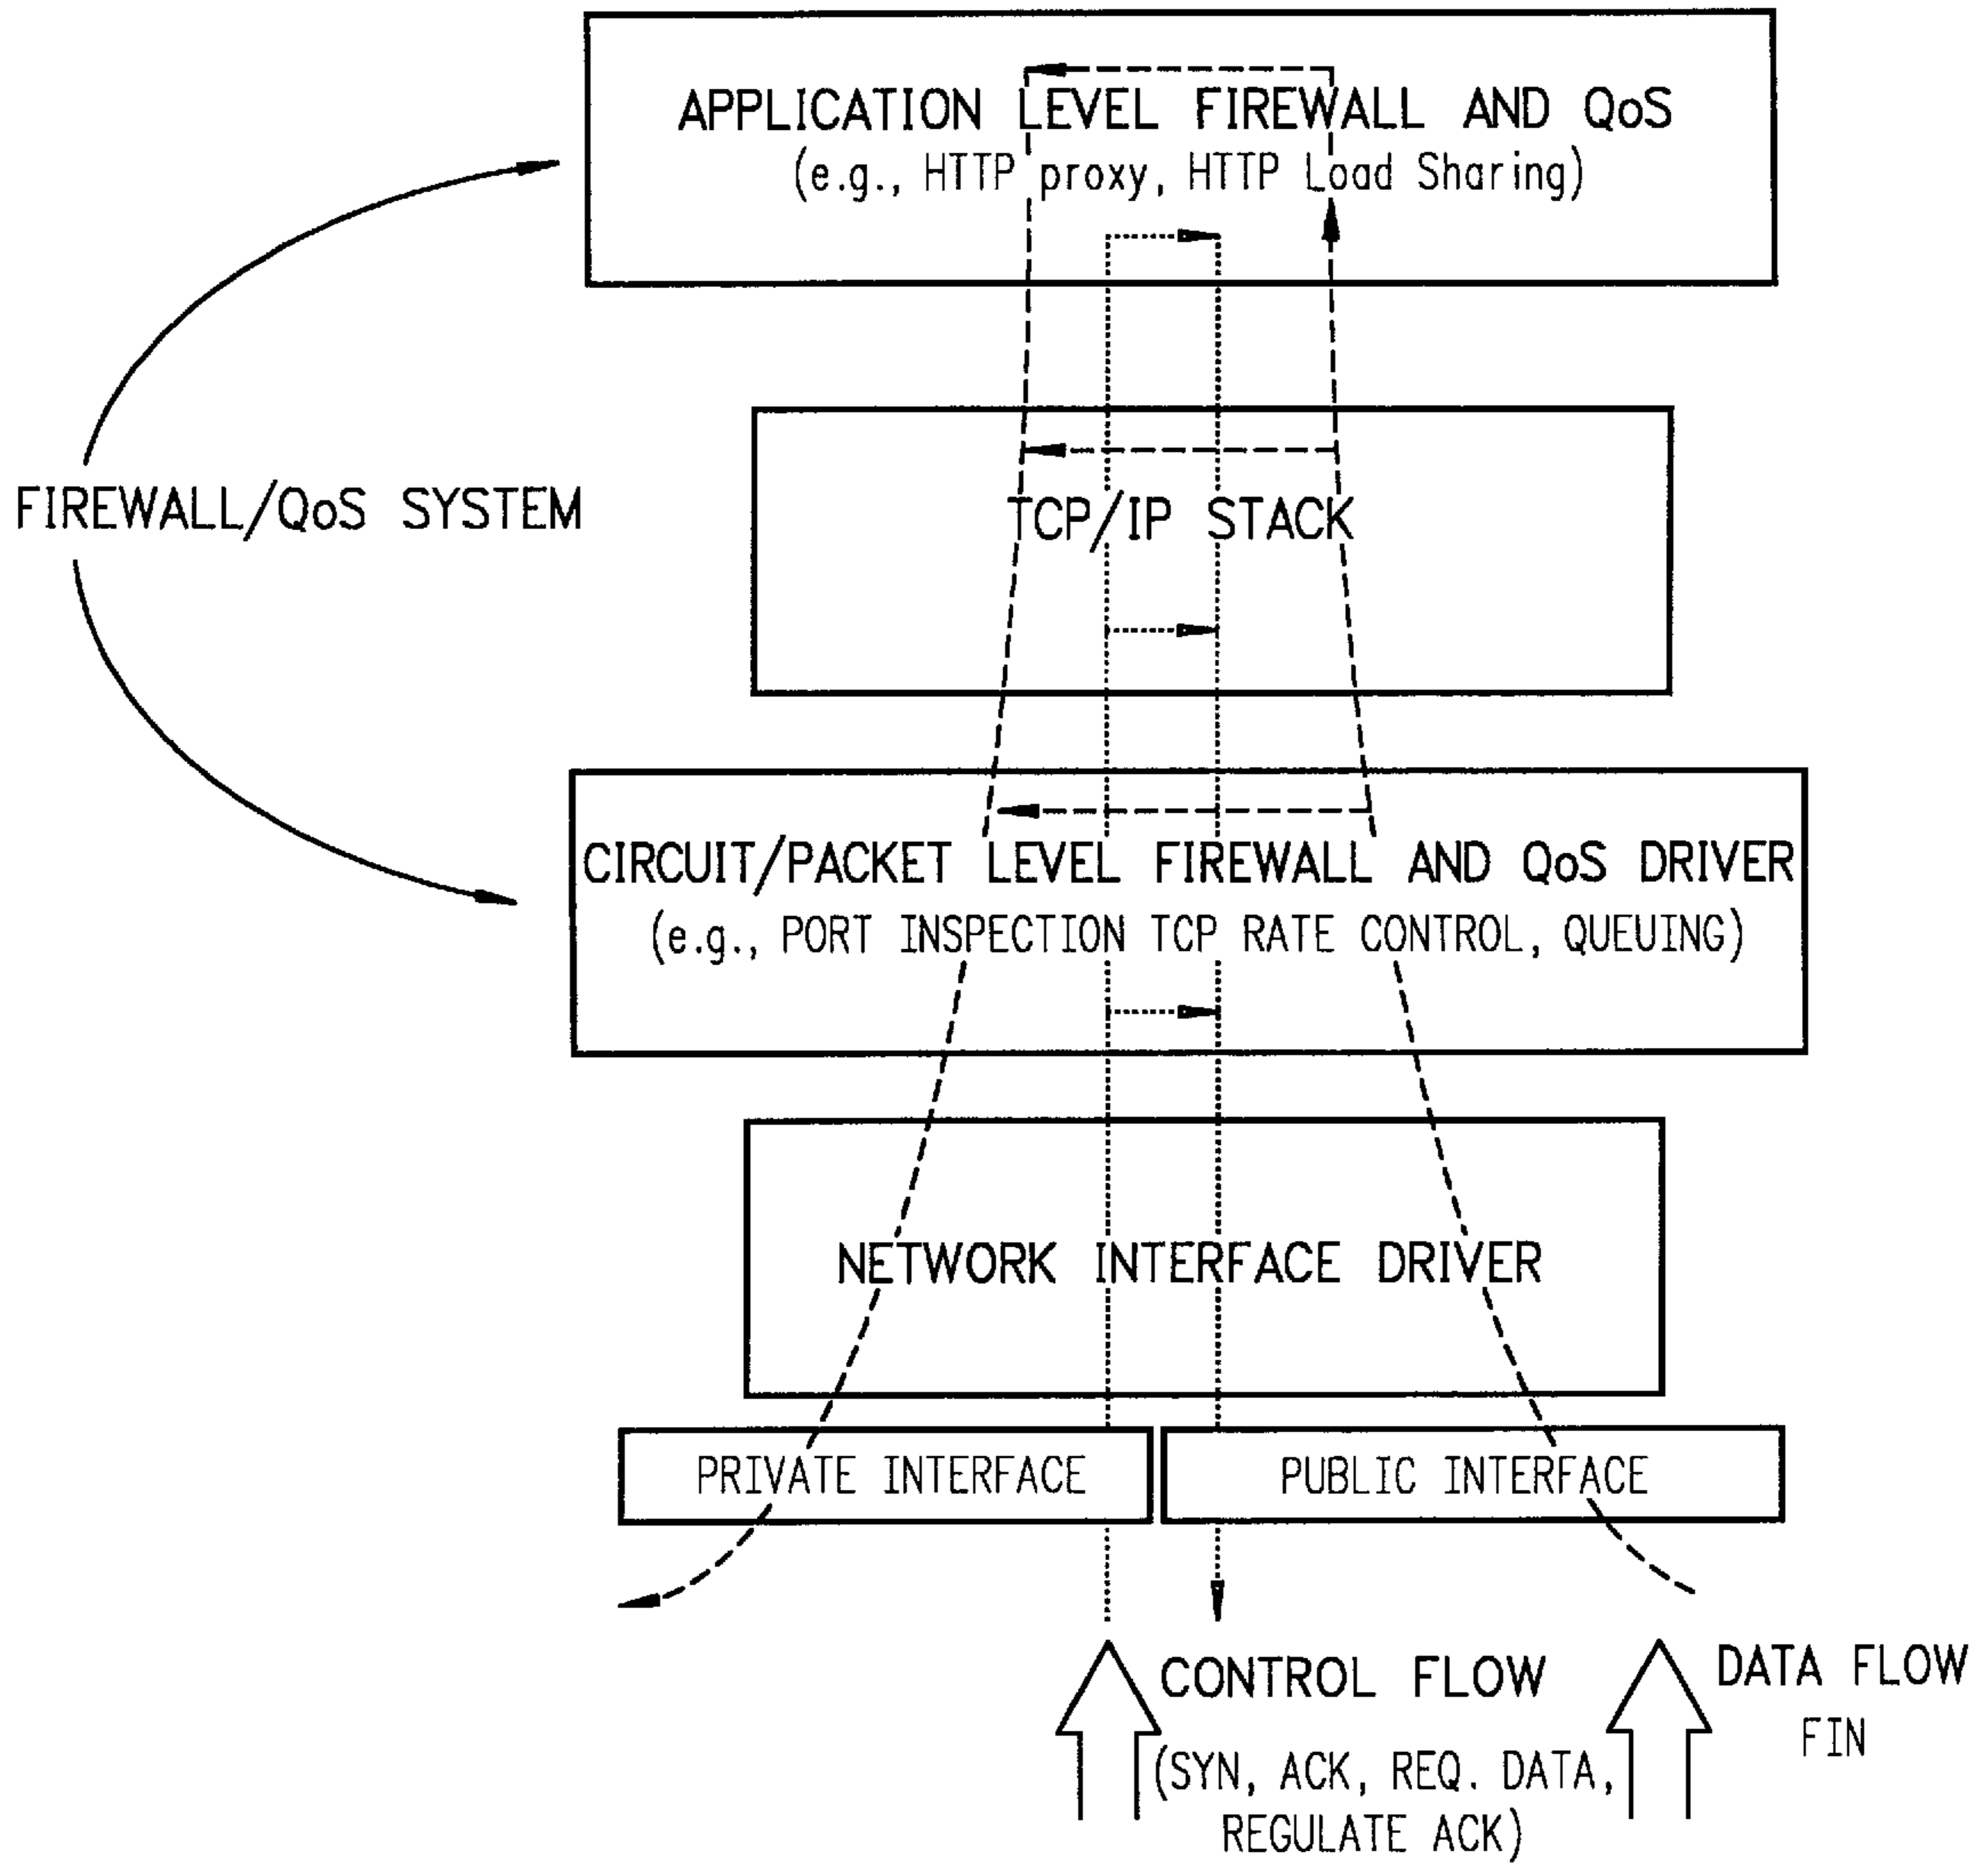 APPLICATION LEVEL FIREWALL AND QoS
(e.g., HTTP proxy, HTTP Load Sharing)
FIREWALL/QoS SYSTEM
TCP/IP STACK
CIRCUIT/PACKET LEVEL FIREWALL AND QoS DRIVER
(e.g., PORT INSPECTION TCP RATE CONTROL, QUEUING)
NETWORK INTERFACE DRIVER
PRIVATE INTERFACE
PUBLIC INTERFACE
CONTROL FLOW
(SYN, ACK, REQ. DATA,
REGULATE ACK)
DATA FLOW
FIN